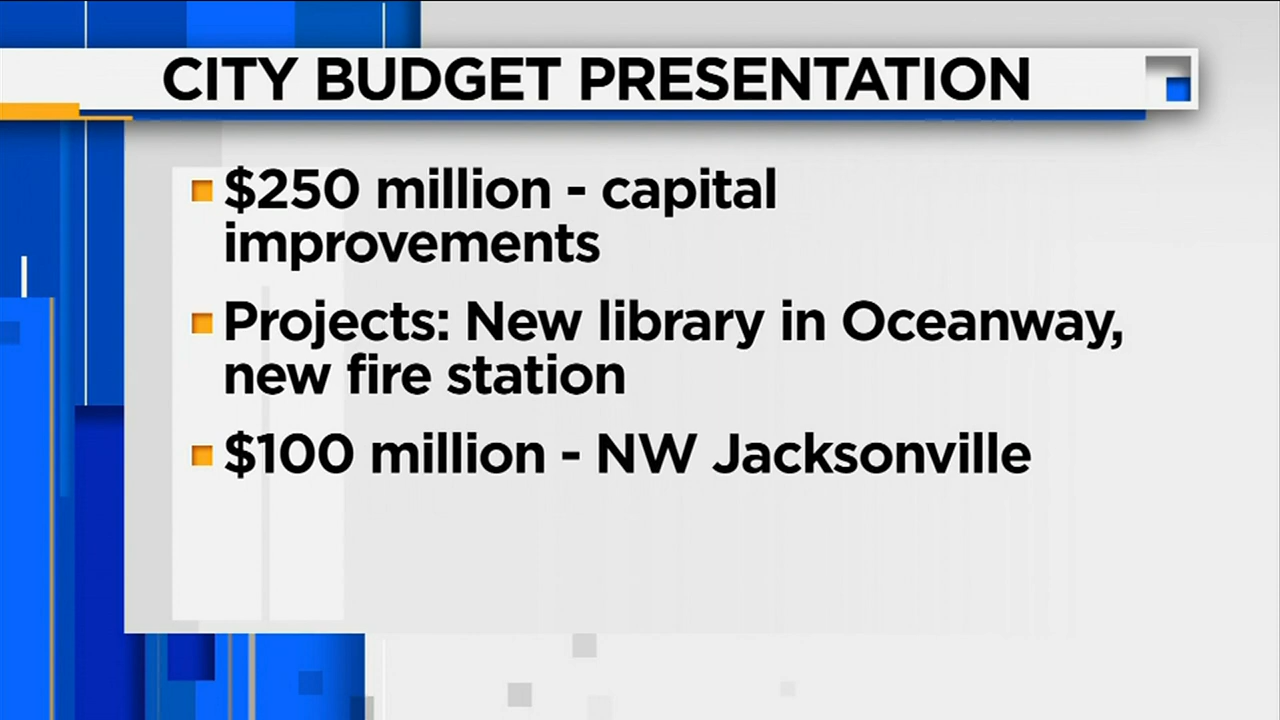 CITY BUDGET PRESENTATION
$250 million - capital
improvements
Projects: New library in Oceanway,
new fire station
$100 million - NW Jacksonville